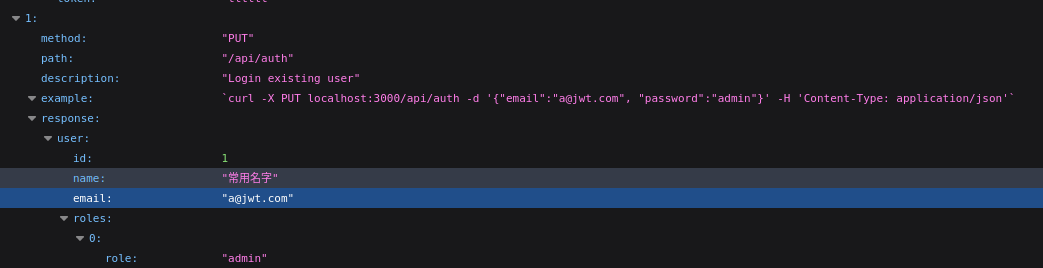 1:
method: "PUT"
path: "/api/auth"
description: "Login existing user"
example: `curl -X PUT localhost:3000/api/auth -d '{"email":"a@jwt.com", "password":"admin"}' -H 'Content-Type: application/json'`
response:
user:
id: 1
name: "常用名字"
email: "a@jwt.com"
roles:
0:
role: "admin"